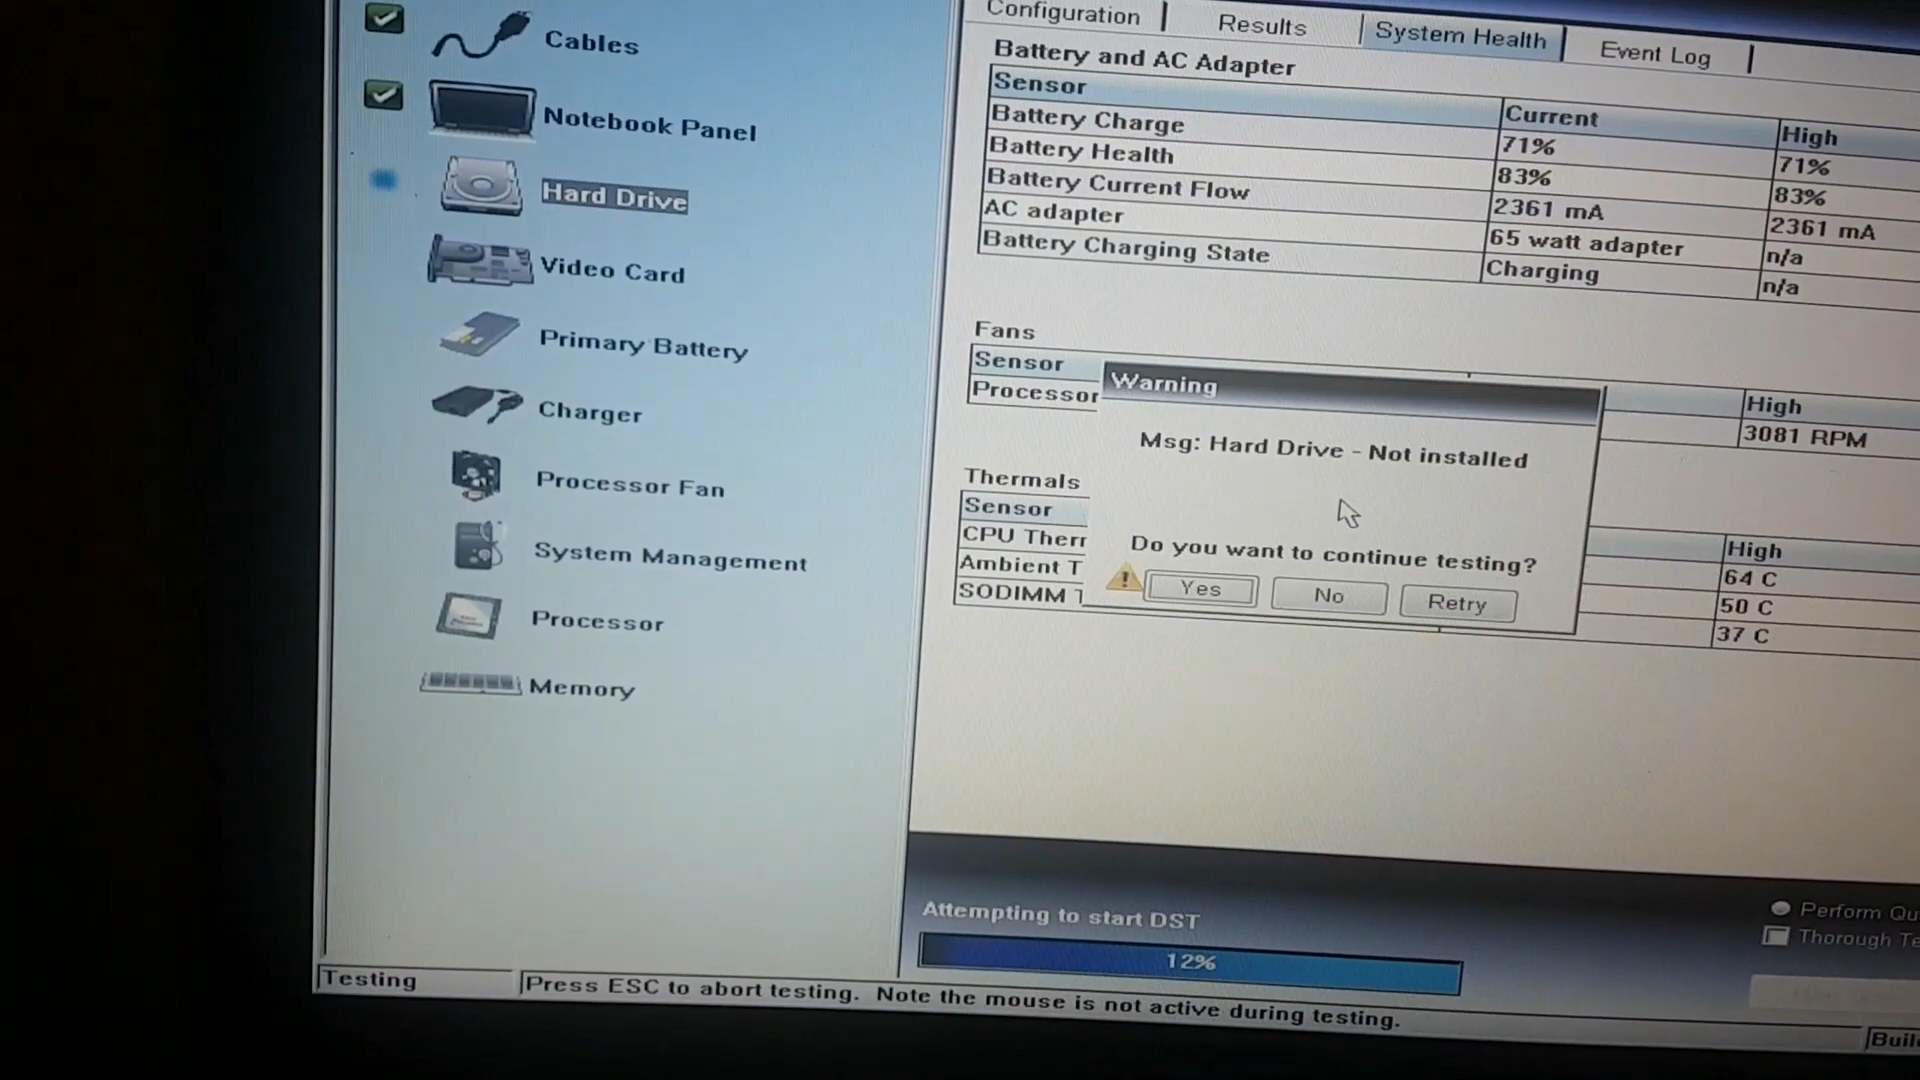 Cables
Notebook Panel
Hard Drive
Video Card
Primary Battery
Charger
Processor Fan
System Management
Processor
Memory
Configuration Results System Health Event Log
Battery and AC Adapter
Sensor Current High
Battery Charge 71% 71%
Battery Health 83% 83%
Battery Current Flow 2361 mA 2361 mA
AC adapter 65 watt adapter n/a
Battery Charging State Charging n/a
Fans
Sensor High
Processor 3081 RPM
Thermals
Sensor High
CPU 64 C
Ambient 50 C
SODIMM 37 C
Warning
Msg: Hard Drive - Not installed
Do you want to continue testing?
Yes No Retry
Attempting to start DST
12%
Perform
Thorough
Testing
Press ESC to abort testing. Note the mouse is not active during testing.